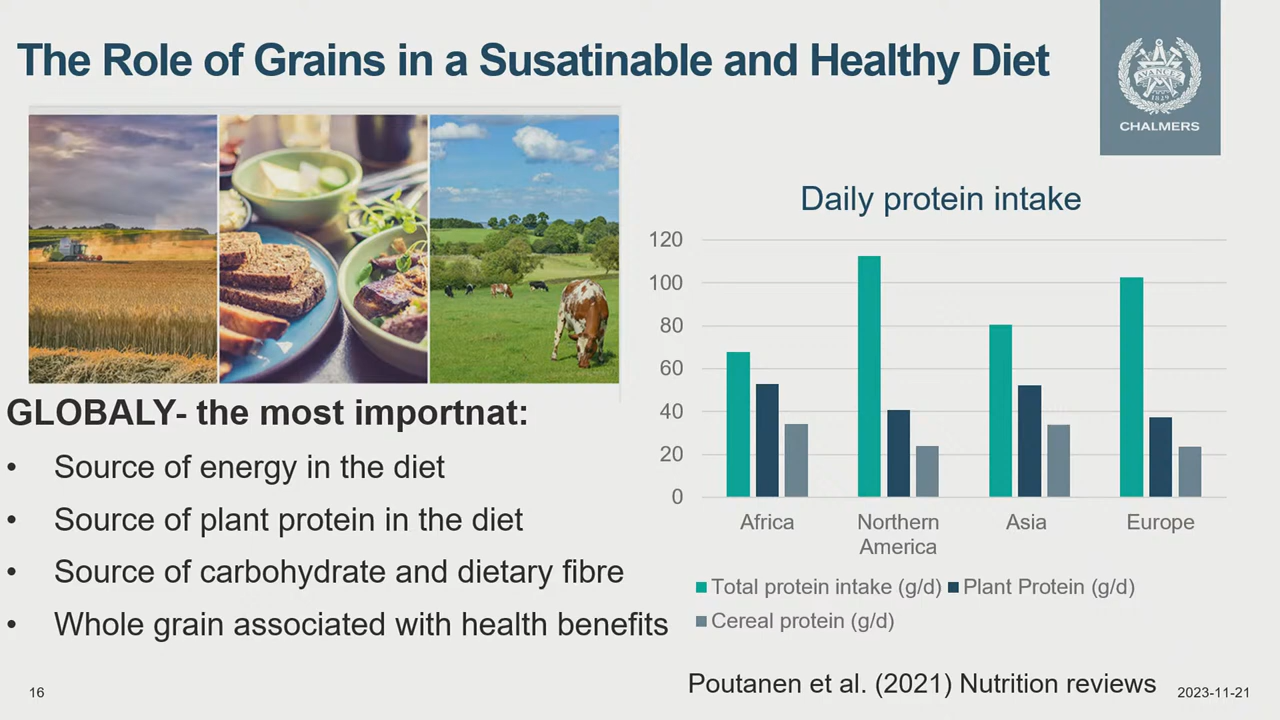 The Role of Grains in a Susatinable and Healthy Diet
AVANCEZ
1829
CHALMERS
GLOBALY- the most importnat:
• Source of energy in the diet
• Source of plant protein in the diet
• Source of carbohydrate and dietary fibre
• Whole grain associated with health benefits
Daily protein intake
120
100
80
60
40
20
0
Africa
Northern
America
Asia
Europe
Total protein intake (g/d) Plant Protein (g/d)
Cereal protein (g/d)
Poutanen et al. (2021) Nutrition reviews
16
2023-11-21